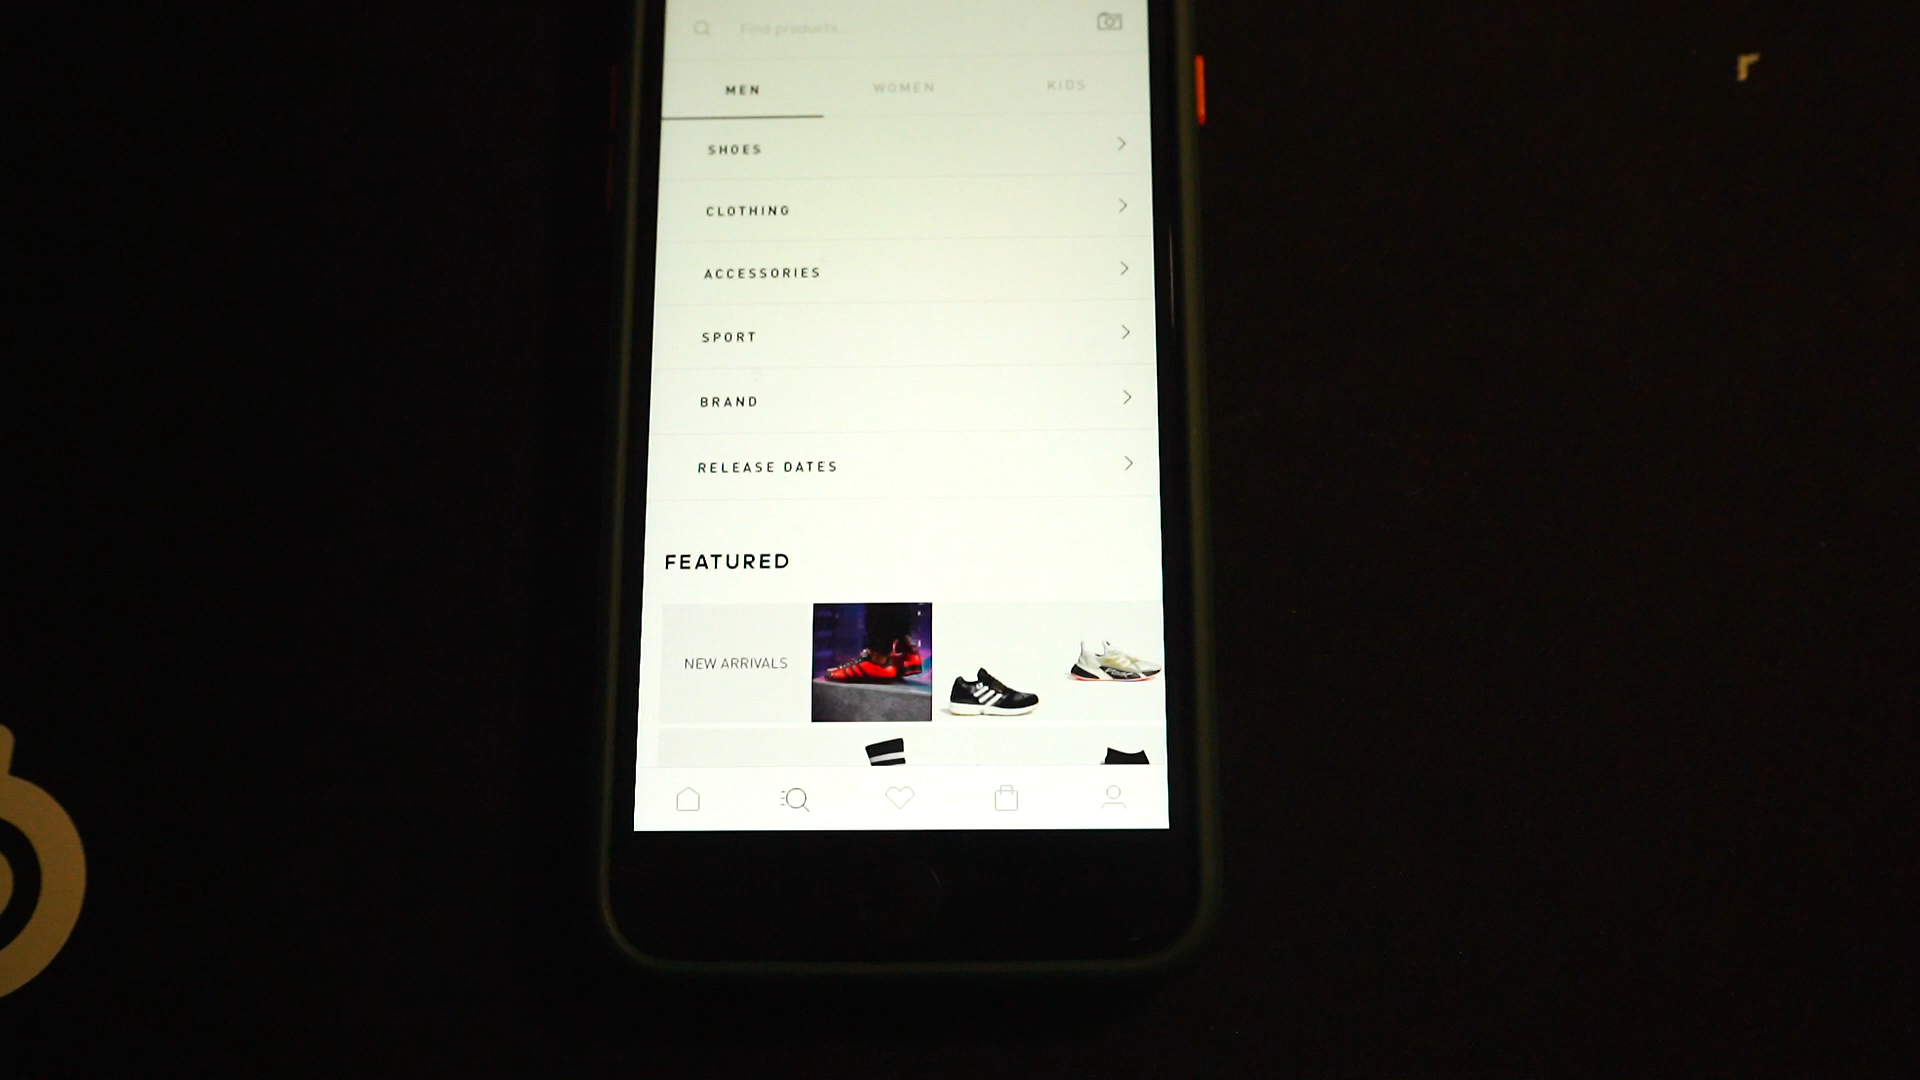 Find products...
MEN WOMEN KIDS
SHOES
CLOTHING
ACCESSORIES
SPORT
BRAND
RELEASE DATES
FEATURED
NEW ARRIVALS